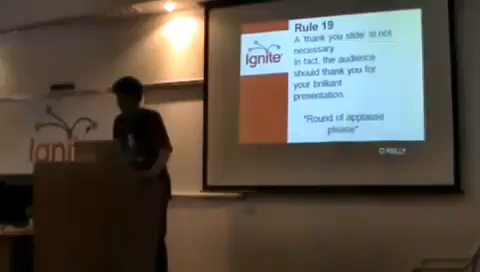 Rule 19
A 'thank you slide' is not
necessary.
In fact, the audience
should thank you for
your brilliant
presentation.
*Round of applause
please*
Ignite
O'REILLY
Ignite